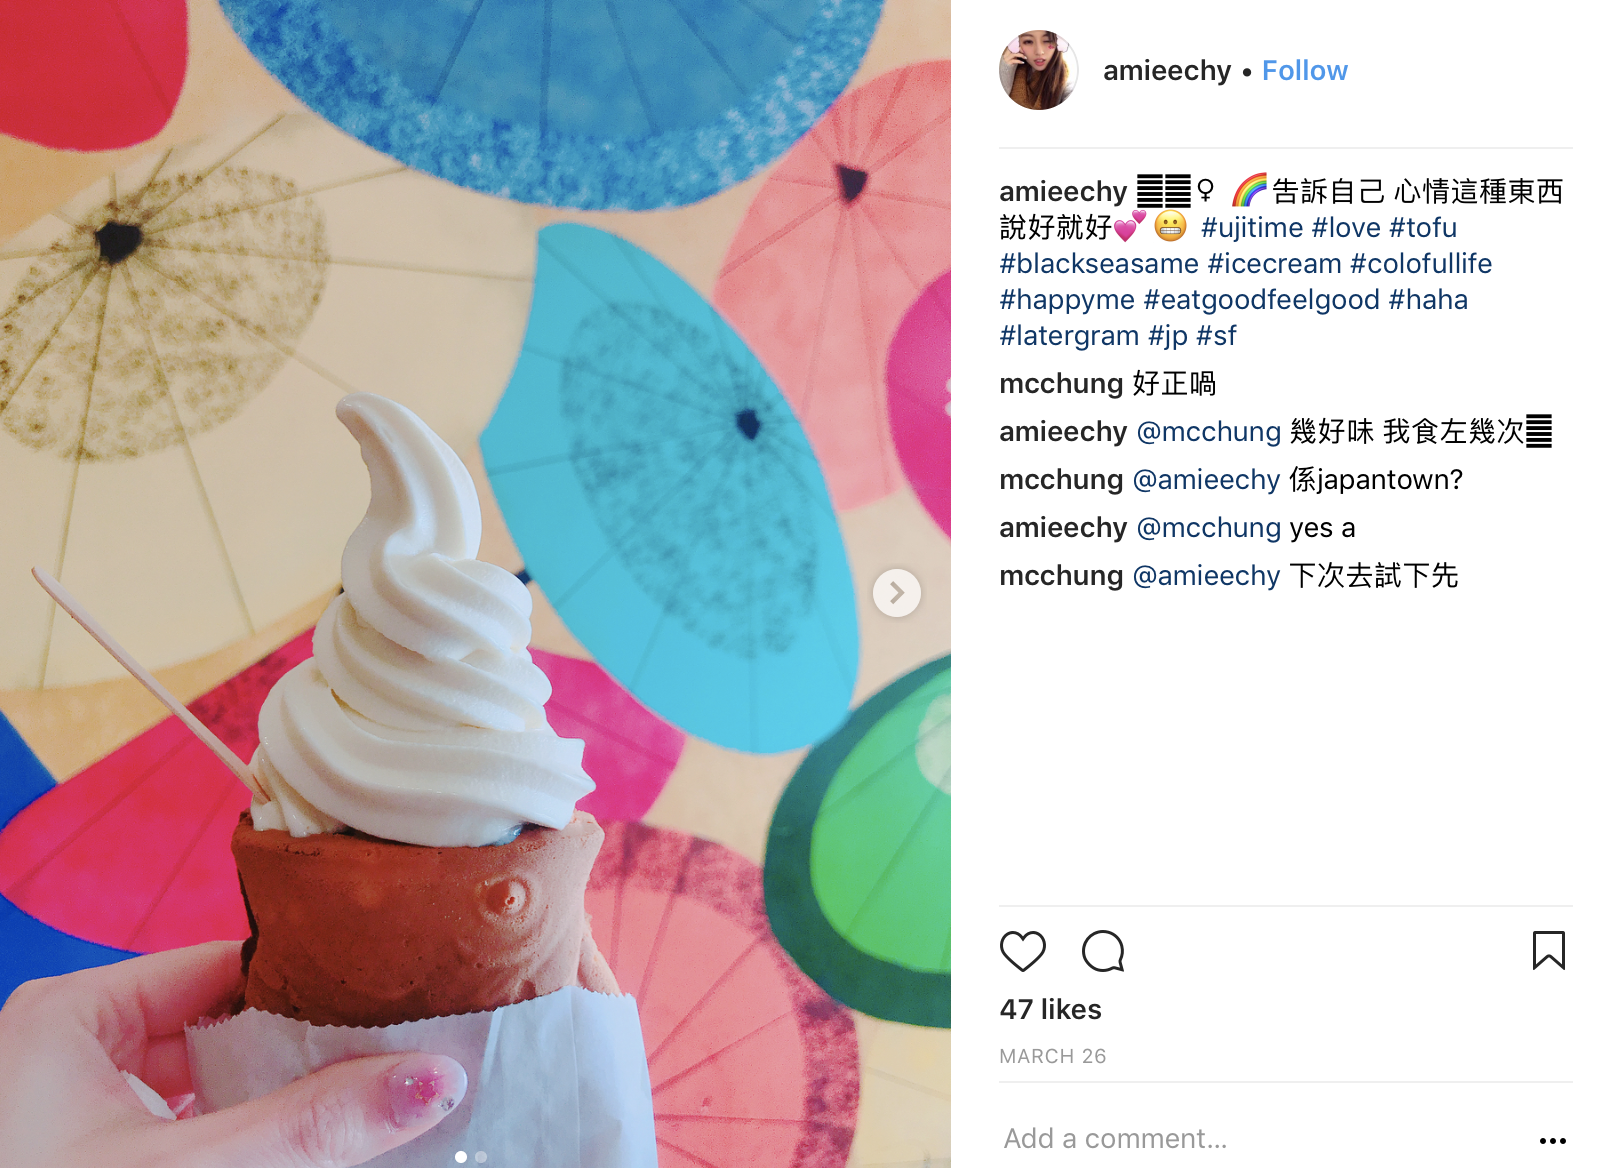 amieechy • Follow
amieechy ♀ 🌈告訴自己 心情這種東西
說好就好💕😬 #ujitime #love #tofu
#blackseasame #icecream #colofullife
#happyme #eatgoodfeelgood #haha
#latergram #jp #sf
mcchung 好正喎
amieechy @mcchung 幾好味 我食左幾次
mcchung @amieechy 係japantown?
amieechy @mcchung yes a
mcchung @amieechy 下次去試下先
47 likes
MARCH 26
Add a comment...